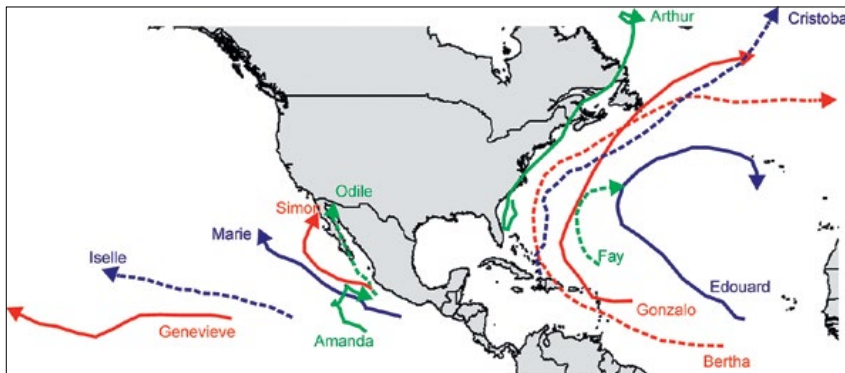 Arthur
Cristoba
Odile
Simon
Marie
Iselle
Fay
Edouard
Gonzalo
Genevieve
Amanda
Bertha